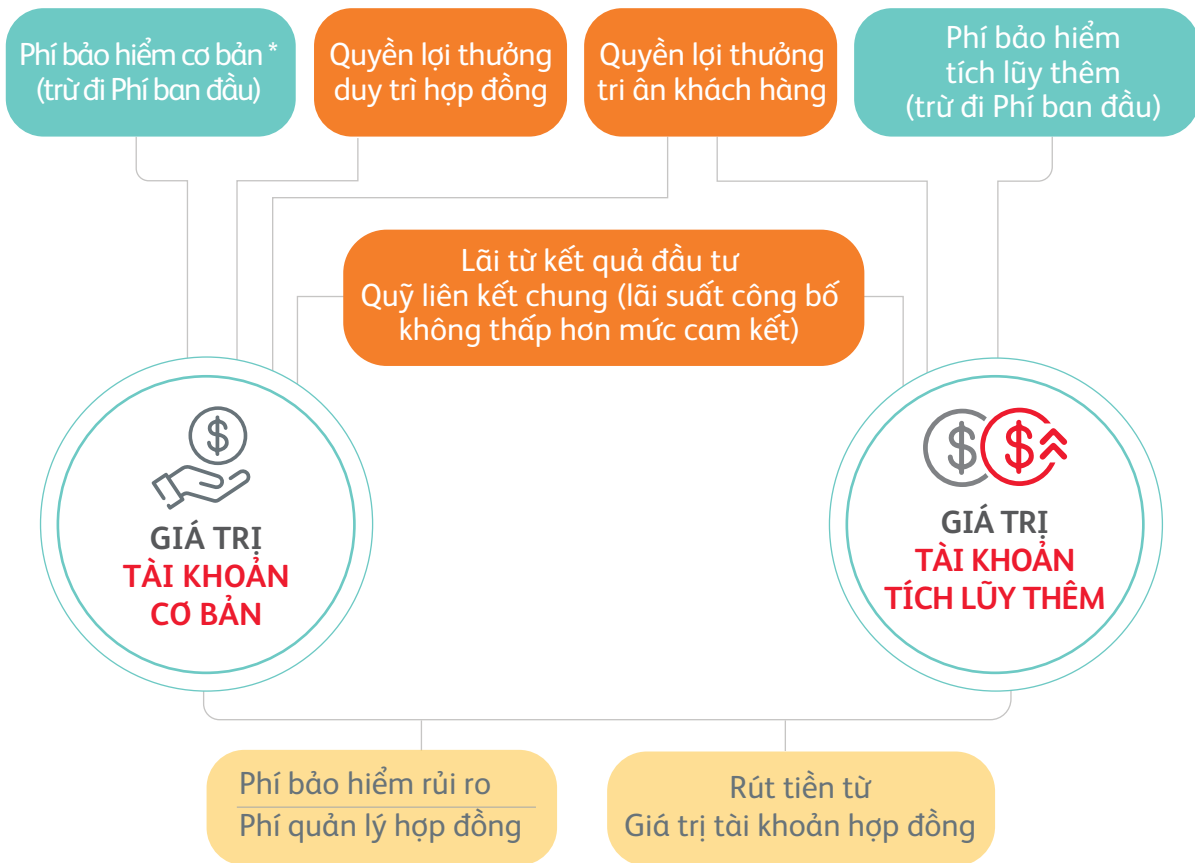 Phí bảo hiểm cơ bản *
(trừ đi Phí ban đầu)
Quyền lợi thưởng
duy trì hợp đồng
Quyền lợi thưởng
tri ân khách hàng
Phí bảo hiểm
tích lũy thêm
(trừ đi Phí ban đầu)
Lãi từ kết quả đầu tư
Quỹ liên kết chung (lãi suất công bố
không thấp hơn mức cam kết)
$
GIÁ TRỊ
TÀI KHOẢN
CƠ BẢN
$ $
GIÁ TRỊ
TÀI KHOẢN
TÍCH LŨY THÊM
Phí bảo hiểm rủi ro
Phí quản lý hợp đồng
Rút tiền từ
Giá trị tài khoản hợp đồng